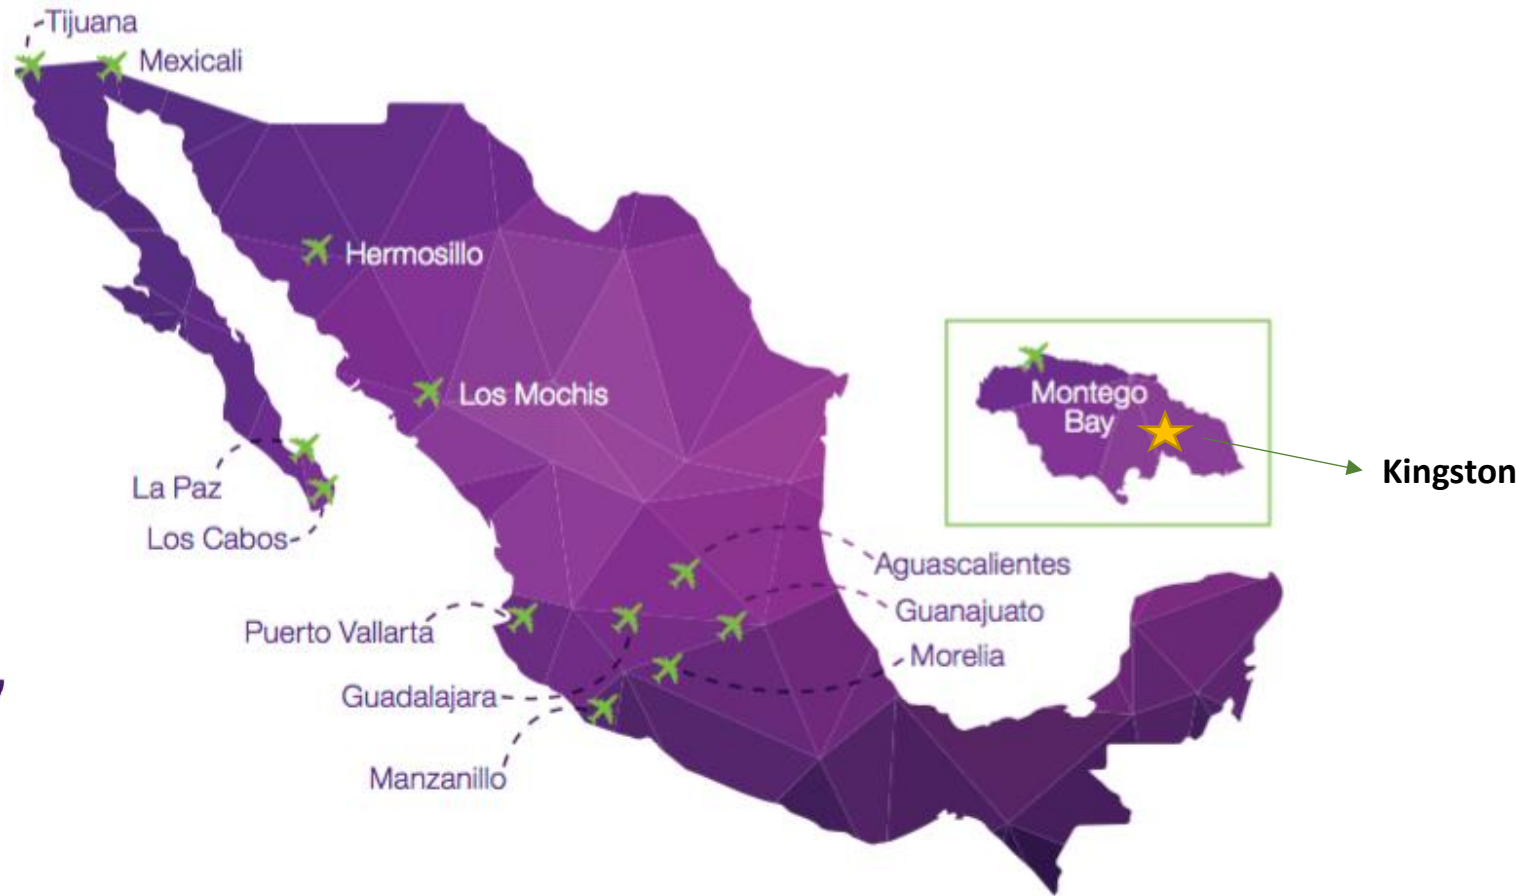 Tijuana
Mexicali
Hermosillo
Los Mochis
Montego
Bay
Kingston
La Paz
Los Cabos
Aguascalientes
Guanajuato
Puerto Vallarta
Morelia
Guadalajara
Manzanillo